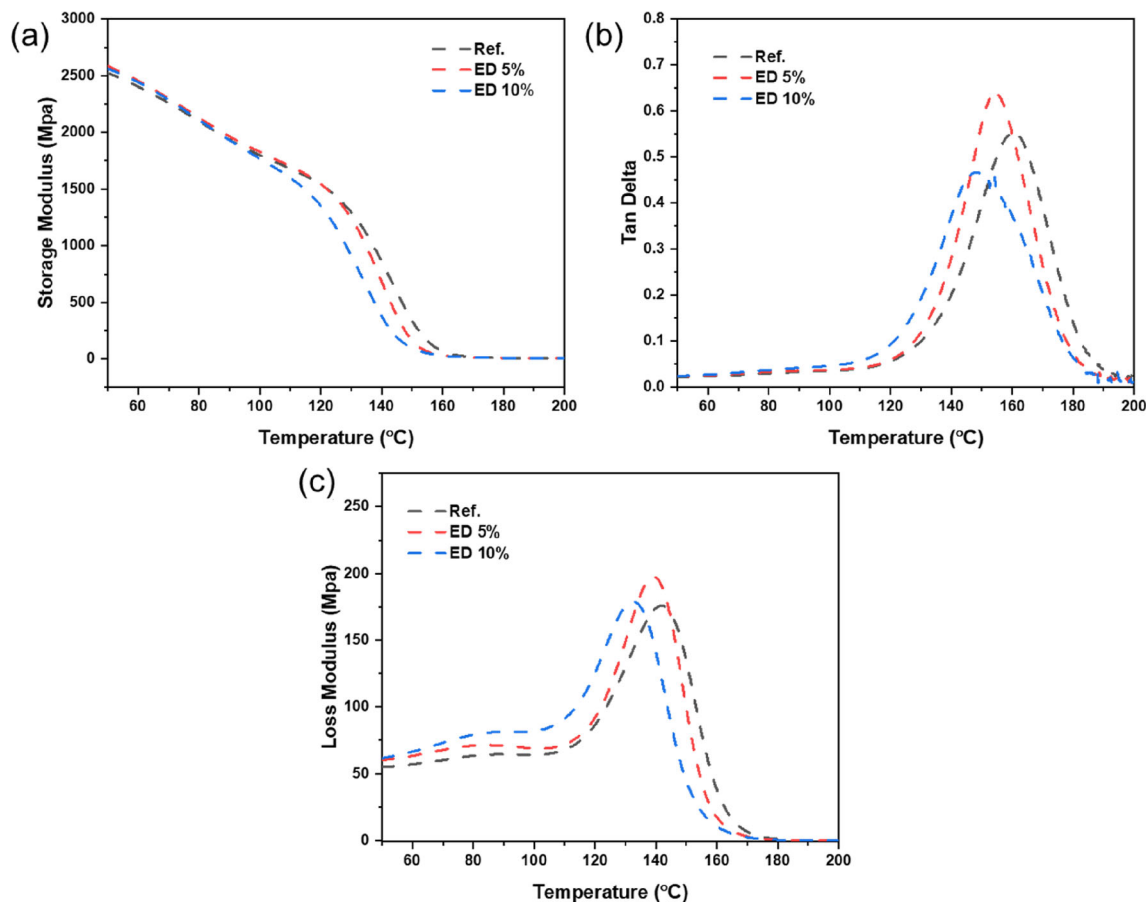 (a)
3000
2500
2000
1500
1000
500
0
Storage Modulus (Mpa)
Ref.
ED 5%
ED 10%
60 80 100 120 140 160 180 200
Temperature (°C)
(b)
0.8
0.7
0.6
0.5
0.4
0.3
0.2
0.1
0.0
Tan Delta
Ref.
ED 5%
ED 10%
60 80 100 120 140 160 180 200
Temperature (°C)
(c)
250
200
150
100
50
0
Loss Modulus (Mpa)
Ref.
ED 5%
ED 10%
60 80 100 120 140 160 180 200
Temperature (°C)